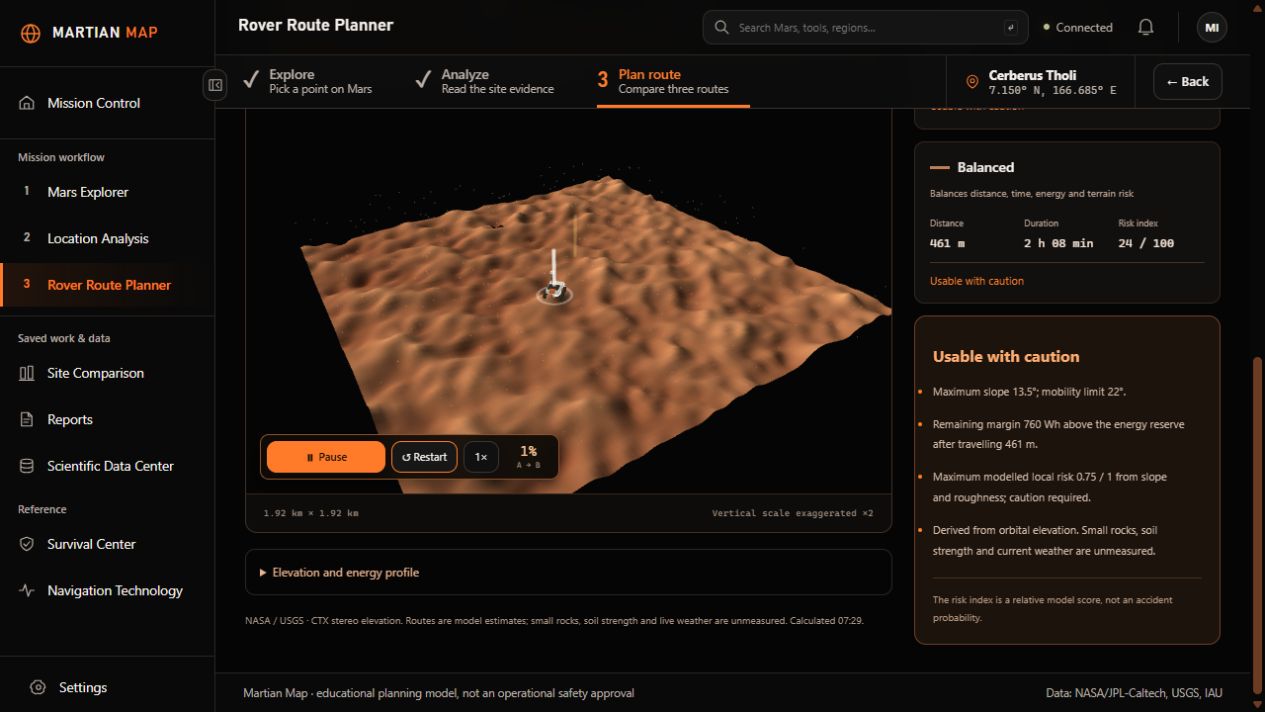 MARTIAN MAP
Mission Control
Mission workflow
1 Mars Explorer
2 Location Analysis
3 Rover Route Planner
Saved work & data
Site Comparison
Reports
Scientific Data Center
Reference
Survival Center
Navigation Technology
Settings
Rover Route Planner
Search Mars, tools, regions...
Connected
MI
Explore
Pick a point on Mars
Analyze
Read the site evidence
3 Plan route
Compare three routes
Cerberus Tholi
7.150° N, 166.685° E
← Back
Pause
↺ Restart
1×
1%
A → B
1.92 km × 1.92 km
Vertical scale exaggerated ×2
Elevation and energy profile
NASA / USGS · CTX stereo elevation. Routes are model estimates; small rocks, soil strength and live weather are unmeasured. Calculated 07:29.
Balanced
Balances distance, time, energy and terrain risk
Distance Duration Risk index
461 m 2 h 08 min 24 / 100
Usable with caution
Usable with caution
Maximum slope 13.5°; mobility limit 22°.
Remaining margin 760 Wh above the energy reserve
after travelling 461 m.
Maximum modelled local risk 0.75 / 1 from slope
and roughness; caution required.
Derived from orbital elevation. Small rocks, soil
strength and current weather are unmeasured.
The risk index is a relative model score, not an accident
probability.
Martian Map · educational planning model, not an operational safety approval
Data: NASA/JPL-Caltech, USGS, IAU